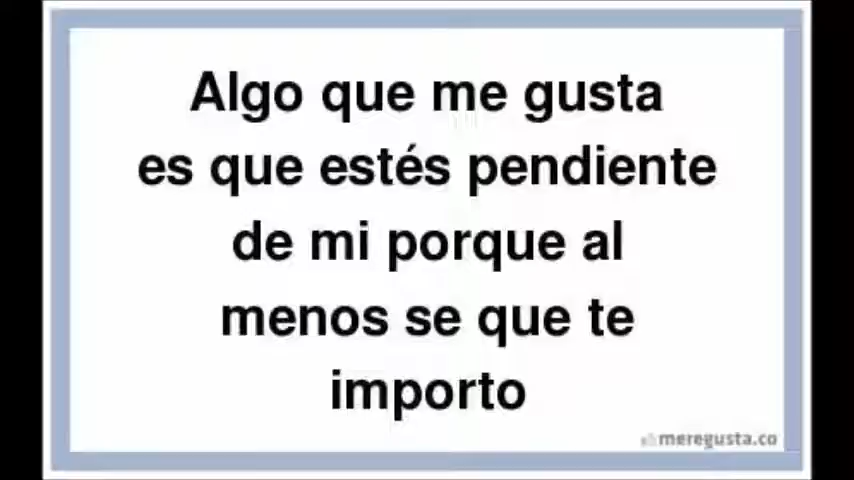 Algo que me gusta
es que estés pendiente
de mi porque al
menos se que te
importo
meregusta.co